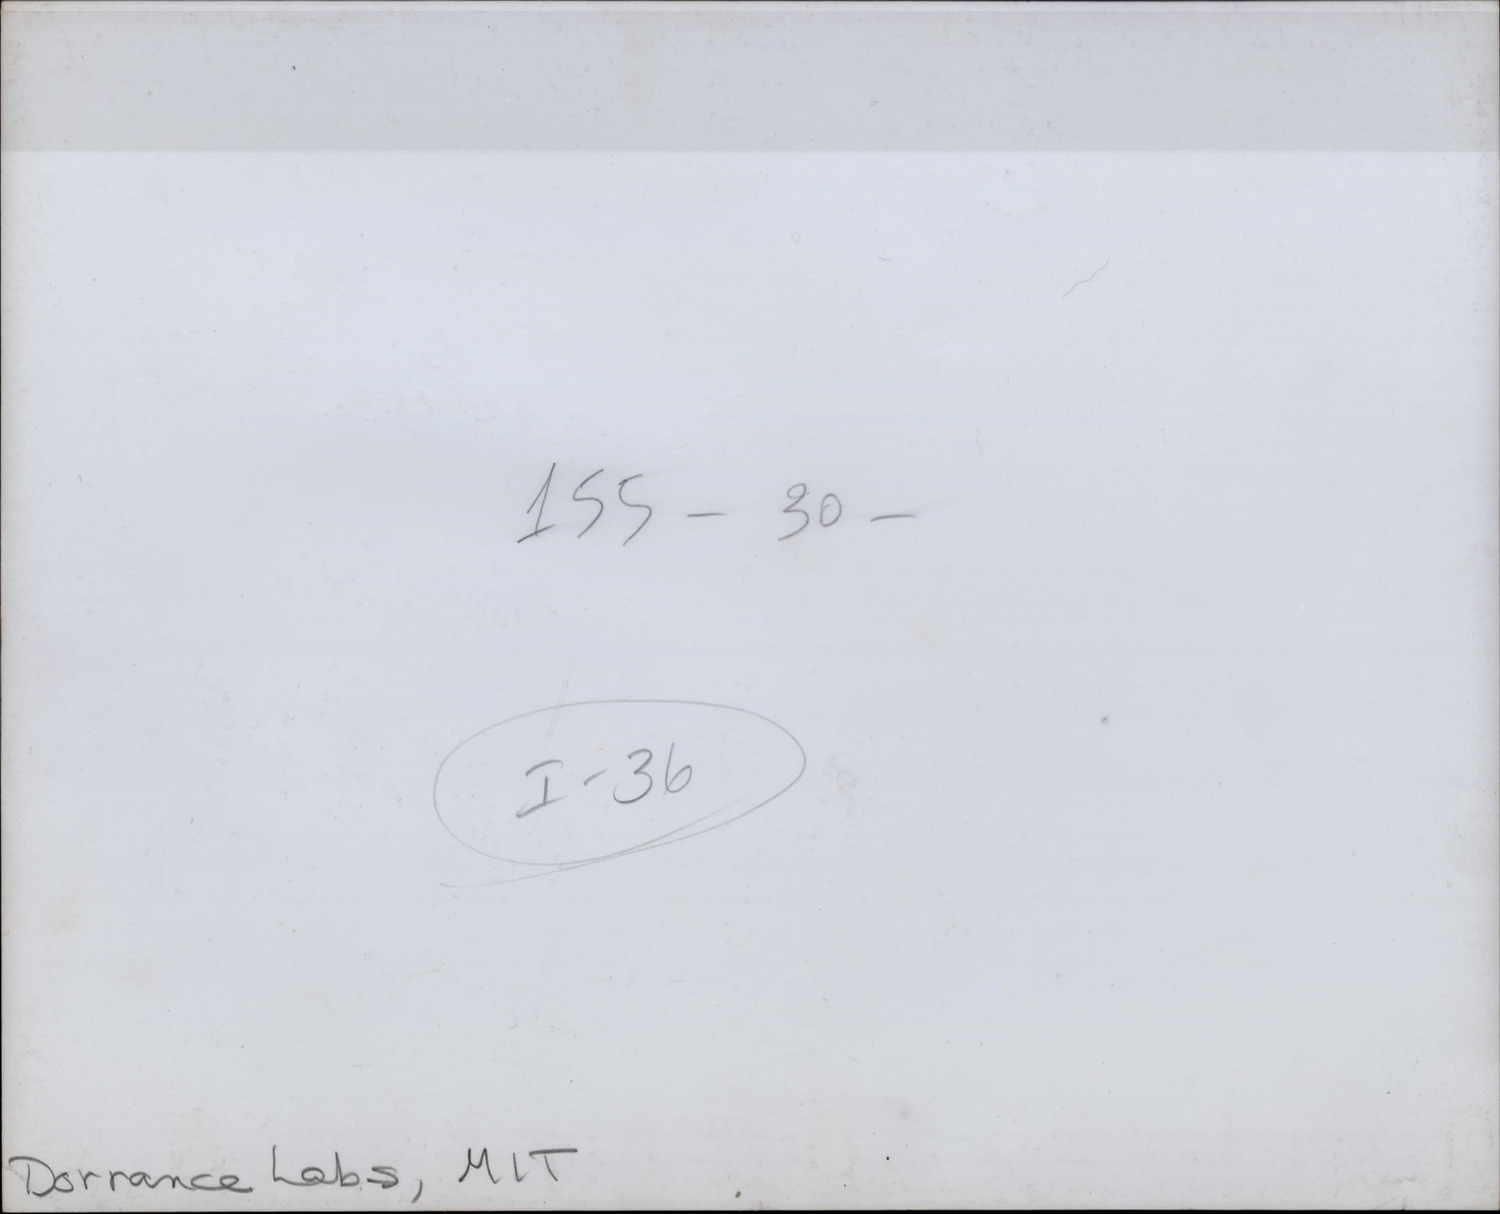 155 - 30 -
I-36
Dorrance Labs, MIT